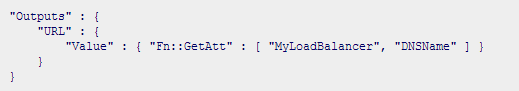 "Outputs" : {
    "URL" : {
        "Value" : { "Fn::GetAtt" : [ "MyLoadBalancer", "DNSName" ] }
    }
}